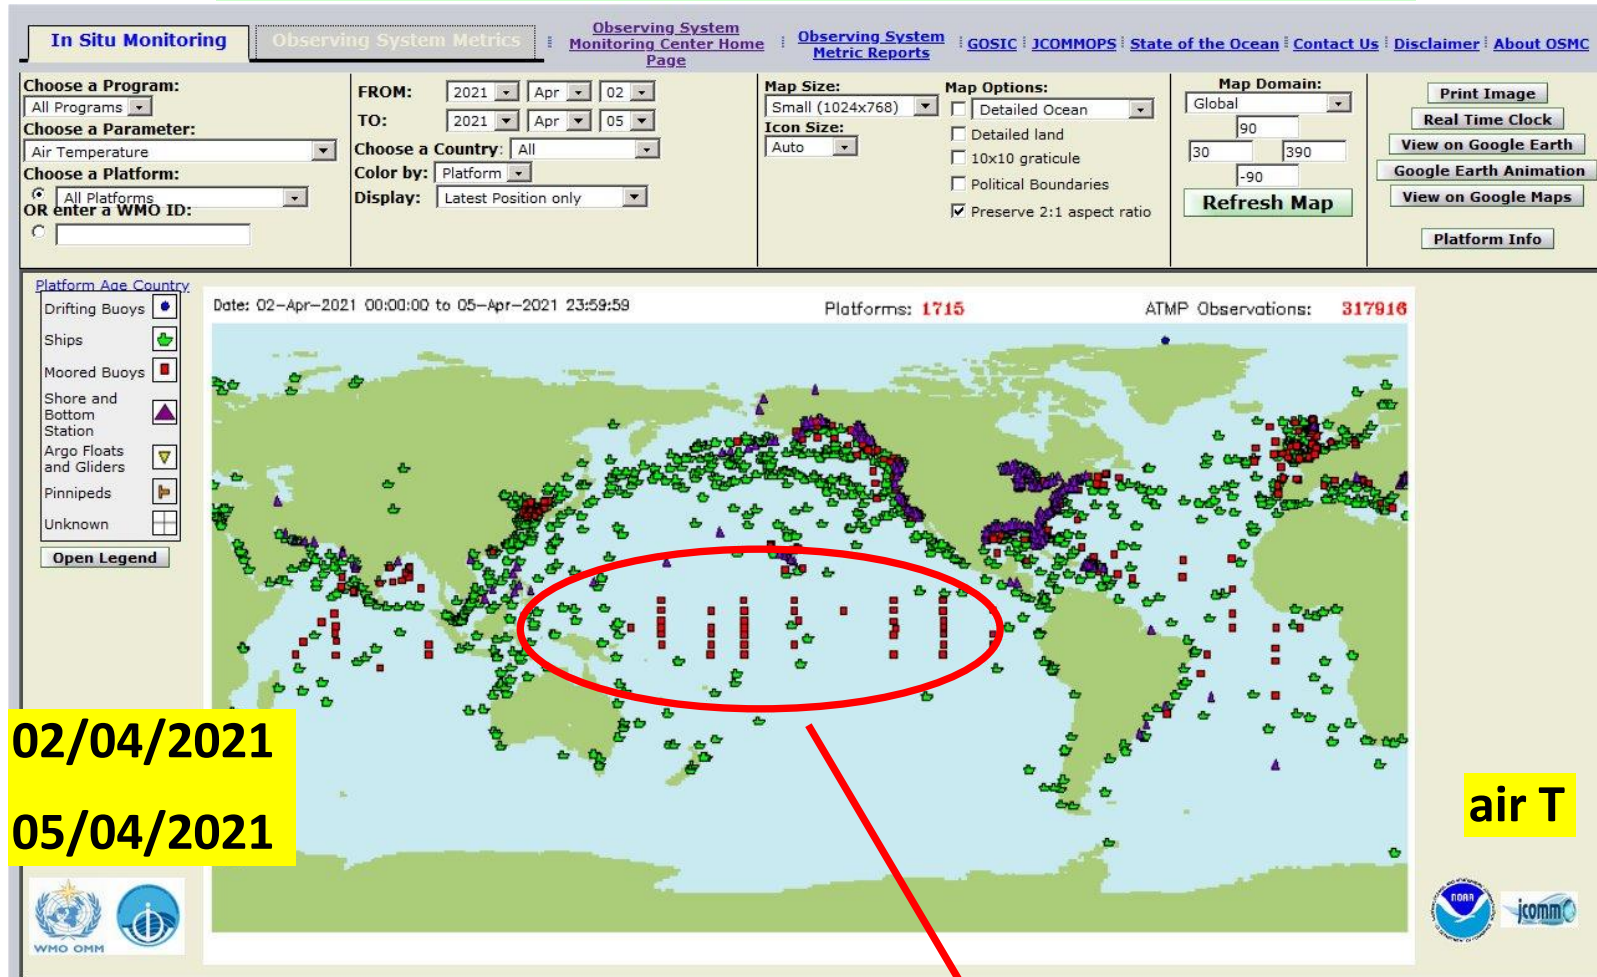 In Situ Monitoring
Observing System Metrics
Observing System
Monitoring Center Home
Page
Observing System
Metric Reports
GOSIC
JCOMMOPS
State of the Ocean
Contact Us
Disclaimer
About OSMC
Choose a Program:
All Programs
Choose a Parameter:
Air Temperature
Choose a Platform:
All Platforms
OR enter a WMO ID:
FROM: 2021 Apr 02
TO: 2021 Apr 05
Choose a Country: All
Color by: Platform
Display: Latest Position only
Map Size:
Small (1024x768)
Icon Size:
Auto
Map Options:
Detailed Ocean
Detailed land
10x10 graticule
Political Boundaries
Preserve 2:1 aspect ratio
Map Domain:
Global
90
30 390
-90
Refresh Map
Print Image
Real Time Clock
View on Google Earth
Google Earth Animation
View on Google Maps
Platform Info
Platform Age Country
Drifting Buoys
Ships
Moored Buoys
Shore and
Bottom
Station
Argo Floats
and Gliders
Pinnipeds
Unknown
Open Legend
Date: 02-Apr-2021 00:00:00 to 05-Apr-2021 23:59:59
Platforms: 1715
ATMP Observations: 317916
02/04/2021
05/04/2021
air T
WMO OMM
NOAA
jcomm